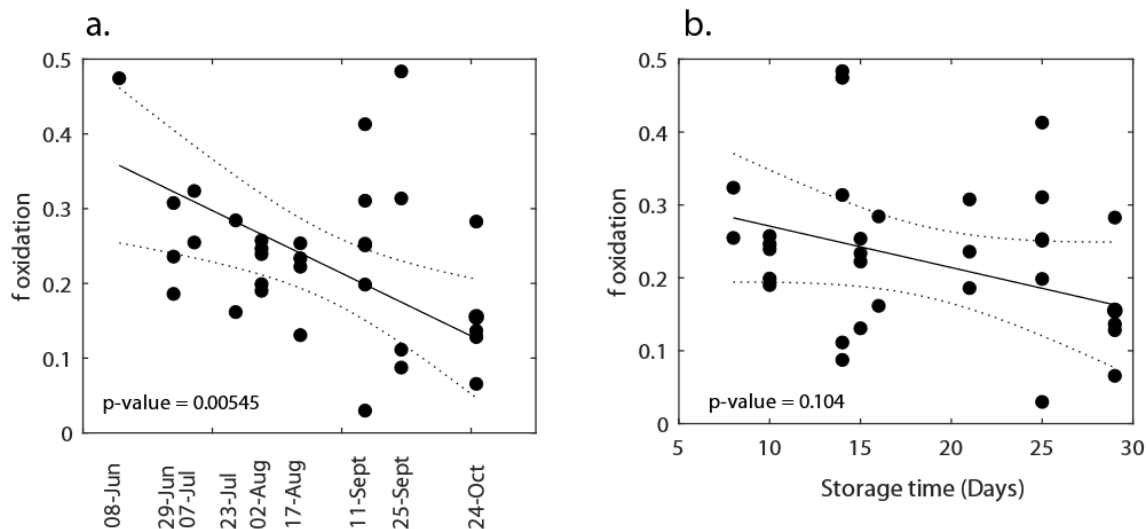 a.
f oxidation
0.5
0.4
0.3
0.2
0.1
0
p-value = 0.00545
08-Jun
29-Jun
07-Jul
23-Jul
02-Aug
17-Aug
11-Sept
25-Sept
24-Oct
b.
f oxidation
0.5
0.4
0.3
0.2
0.1
0
p-value = 0.104
5 10 15 20 25 30
Storage time (Days)